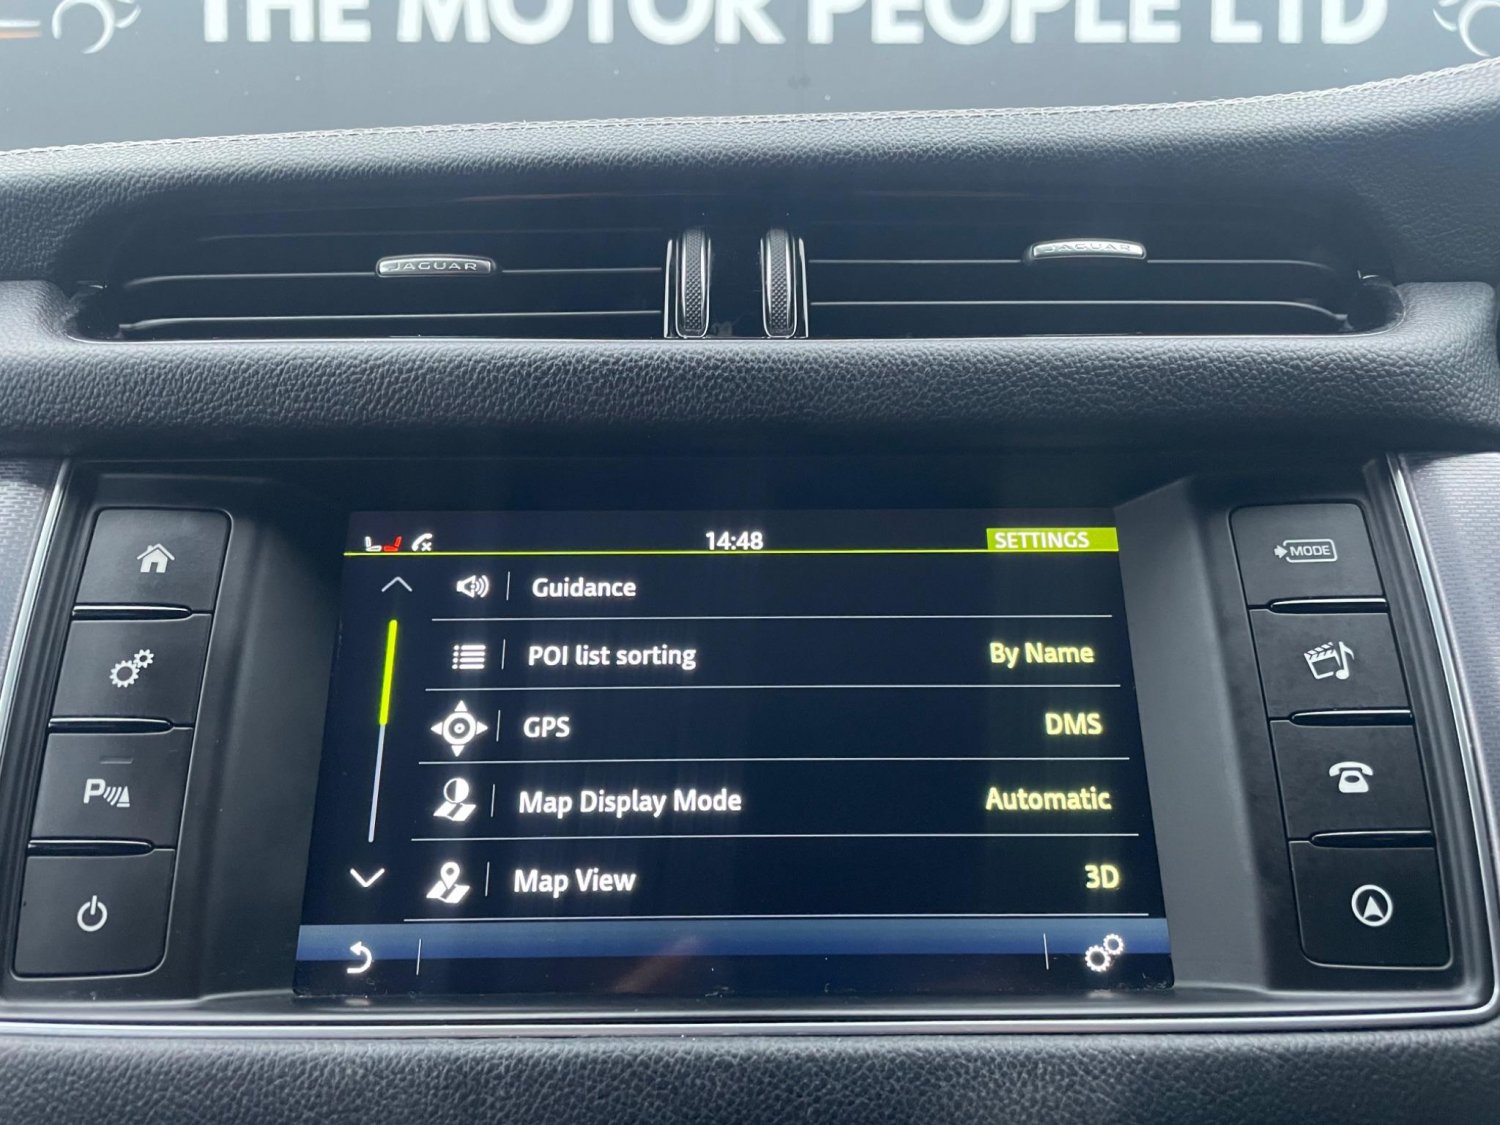 THE MOTOR PEOPLE LTD
JAGUAR
JAGUAR
14:48
SETTINGS
Guidance
POI list sorting
By Name
GPS
DMS
Map Display Mode
Automatic
Map View
3D
MODE
P